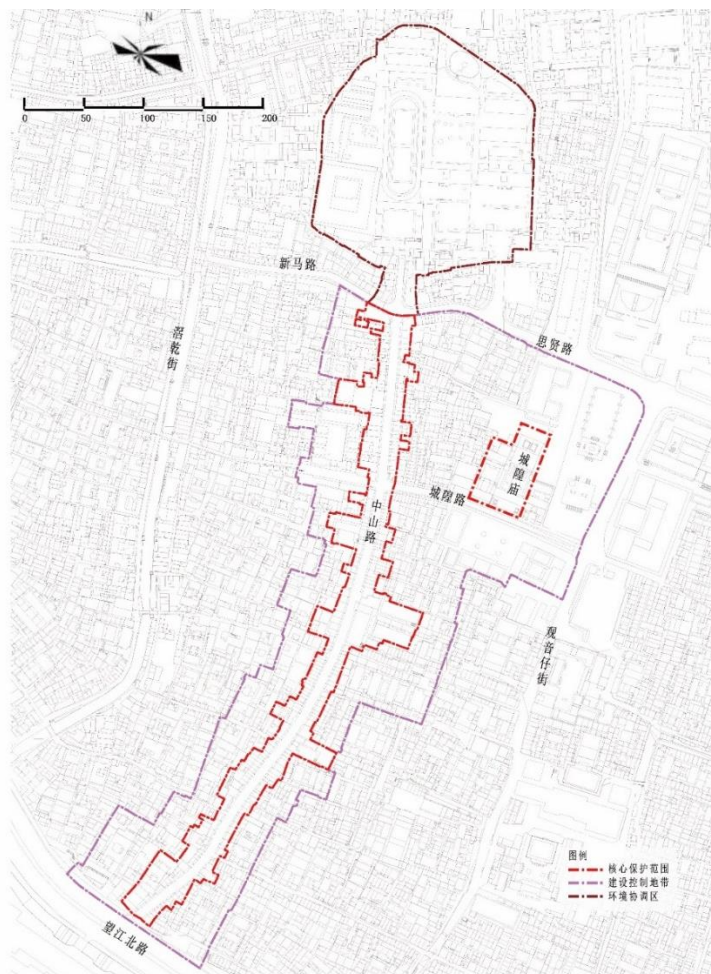 N
0 50 100 150 200
新马路
思贤路
沼乾街
城隍庙
城隍路
中山路
观音仔街
图例
核心保护范围
建设控制地带
环境协调区
望江北路